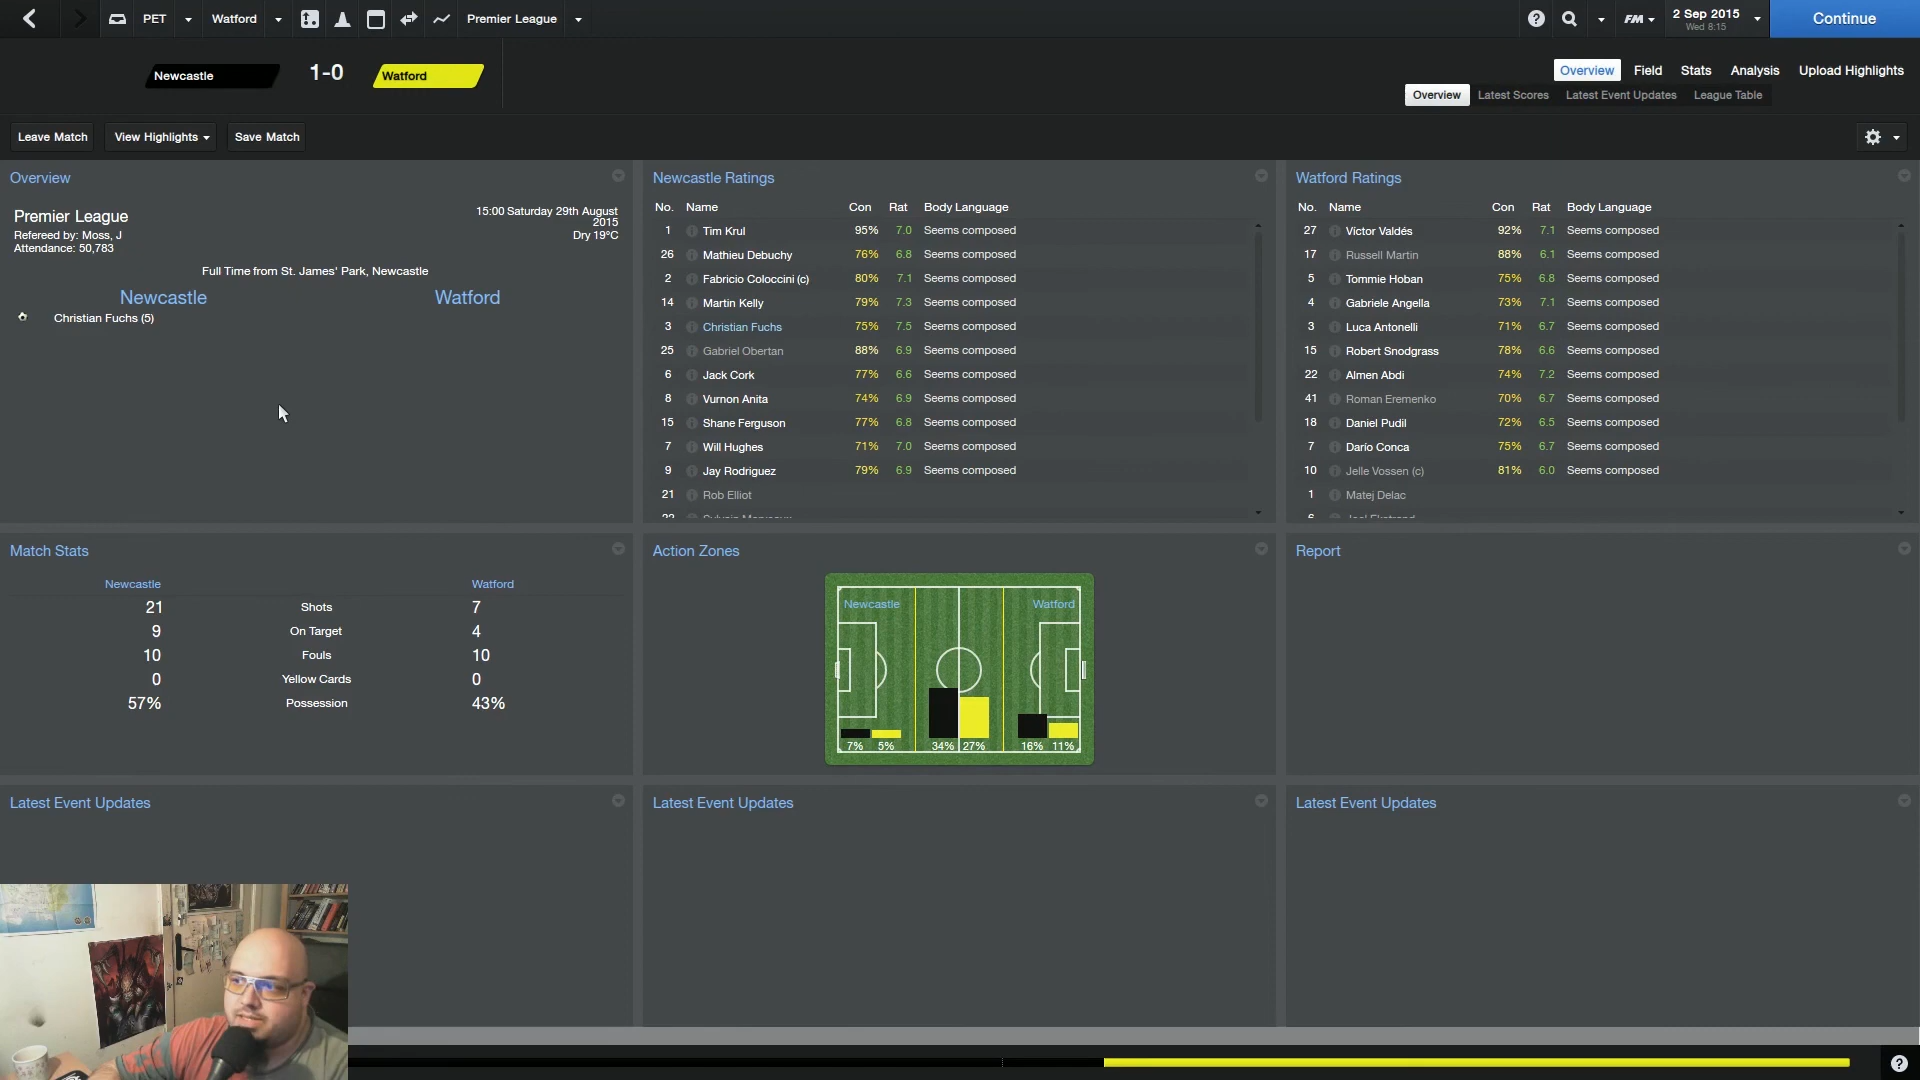 PET
Watford
Premier League
FM
2 Sep 2015
Wed 8:15
Continue
Newcastle
1-0
Watford
Overview
Field
Stats
Analysis
Upload Highlights
Overview
Latest Scores
Latest Event Updates
League Table
Leave Match
View Highlights
Save Match
Overview
Premier League
Refereed by: Moss, J
Attendance: 50,783
15:00 Saturday 29th August
2015
Dry 19°C
Full Time from St. James' Park, Newcastle
Newcastle Watford
Christian Fuchs (5)
Newcastle Ratings
No. Name Con Rat Body Language
1 Tim Krul 95% 7.0 Seems composed
26 Mathieu Debuchy 76% 6.8 Seems composed
2 Fabricio Coloccini (c) 80% 7.1 Seems composed
14 Martin Kelly 79% 7.3 Seems composed
3 Christian Fuchs 75% 7.5 Seems composed
25 Gabriel Obertan 88% 6.9 Seems composed
6 Jack Cork 77% 6.6 Seems composed
8 Vurnon Anita 74% 6.9 Seems composed
15 Shane Ferguson 77% 6.8 Seems composed
7 Will Hughes 71% 7.0 Seems composed
9 Jay Rodriguez 79% 6.9 Seems composed
21 Rob Elliot
Watford Ratings
No. Name Con Rat Body Language
27 Víctor Valdés 92% 7.1 Seems composed
17 Russell Martin 88% 6.1 Seems composed
5 Tommie Hoban 75% 6.8 Seems composed
4 Gabriele Angella 73% 7.1 Seems composed
3 Luca Antonelli 71% 6.7 Seems composed
15 Robert Snodgrass 78% 6.6 Seems composed
22 Almen Abdi 74% 7.2 Seems composed
41 Roman Eremenko 70% 6.7 Seems composed
18 Daniel Pudil 72% 6.5 Seems composed
7 Darío Conca 75% 6.7 Seems composed
10 Jelle Vossen (c) 81% 6.0 Seems composed
1 Matej Delac
Match Stats
Newcastle Watford
21 Shots 7
9 On Target 4
10 Fouls 10
0 Yellow Cards 0
57% Possession 43%
Action Zones
Newcastle Watford
7% 5% 34% 27% 16% 11%
Report
Latest Event Updates
Latest Event Updates
Latest Event Updates